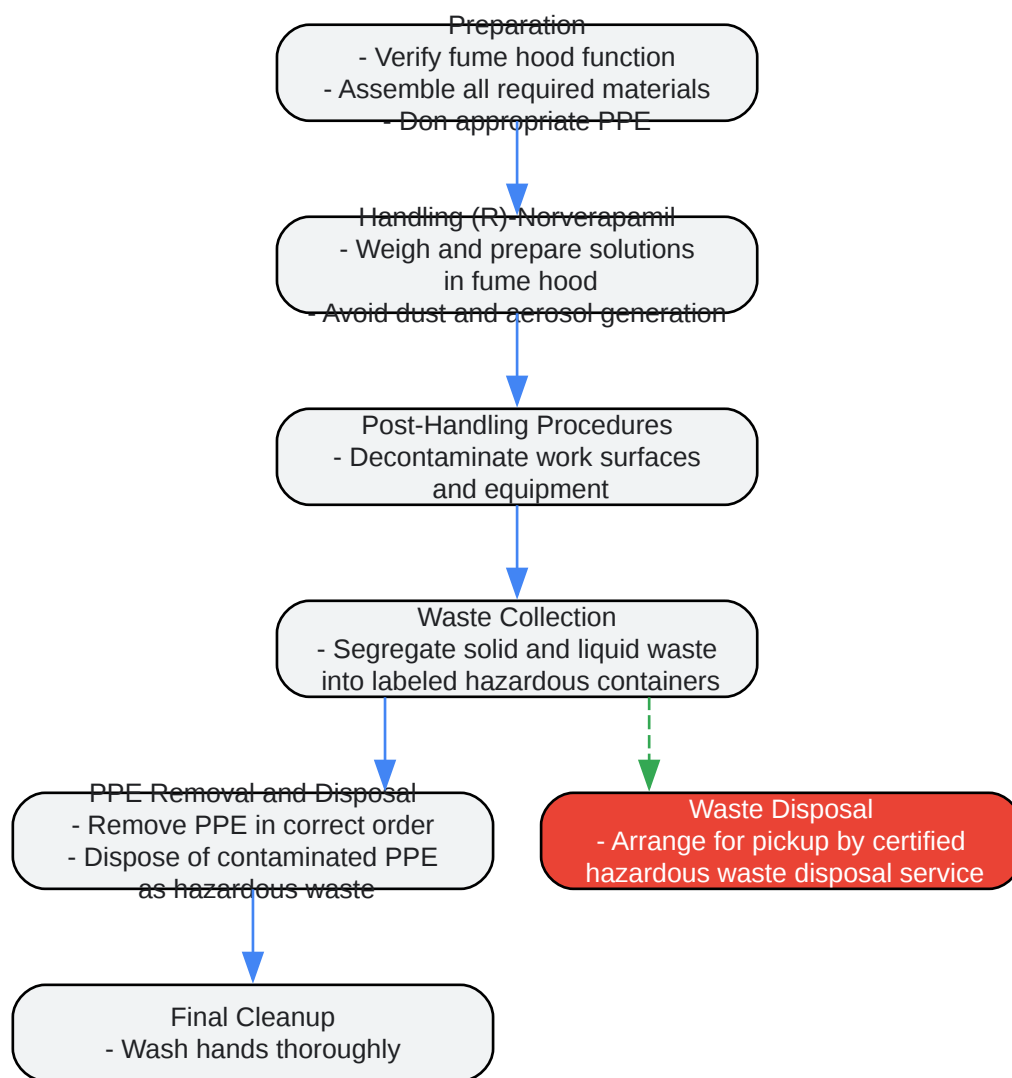 Preparation
- Verify fume hood function
- Assemble all required materials
- Don appropriate PPE
Handling (R)-Norverapamil
- Weigh and prepare solutions
in fume hood
- Avoid dust and aerosol generation
Post-Handling Procedures
- Decontaminate work surfaces
and equipment
Waste Collection
- Segregate solid and liquid waste
into labeled hazardous containers
PPE Removal and Disposal
- Remove PPE in correct order
- Dispose of contaminated PPE
as hazardous waste
Waste Disposal
- Arrange for pickup by certified
hazardous waste disposal service
Final Cleanup
- Wash hands thoroughly